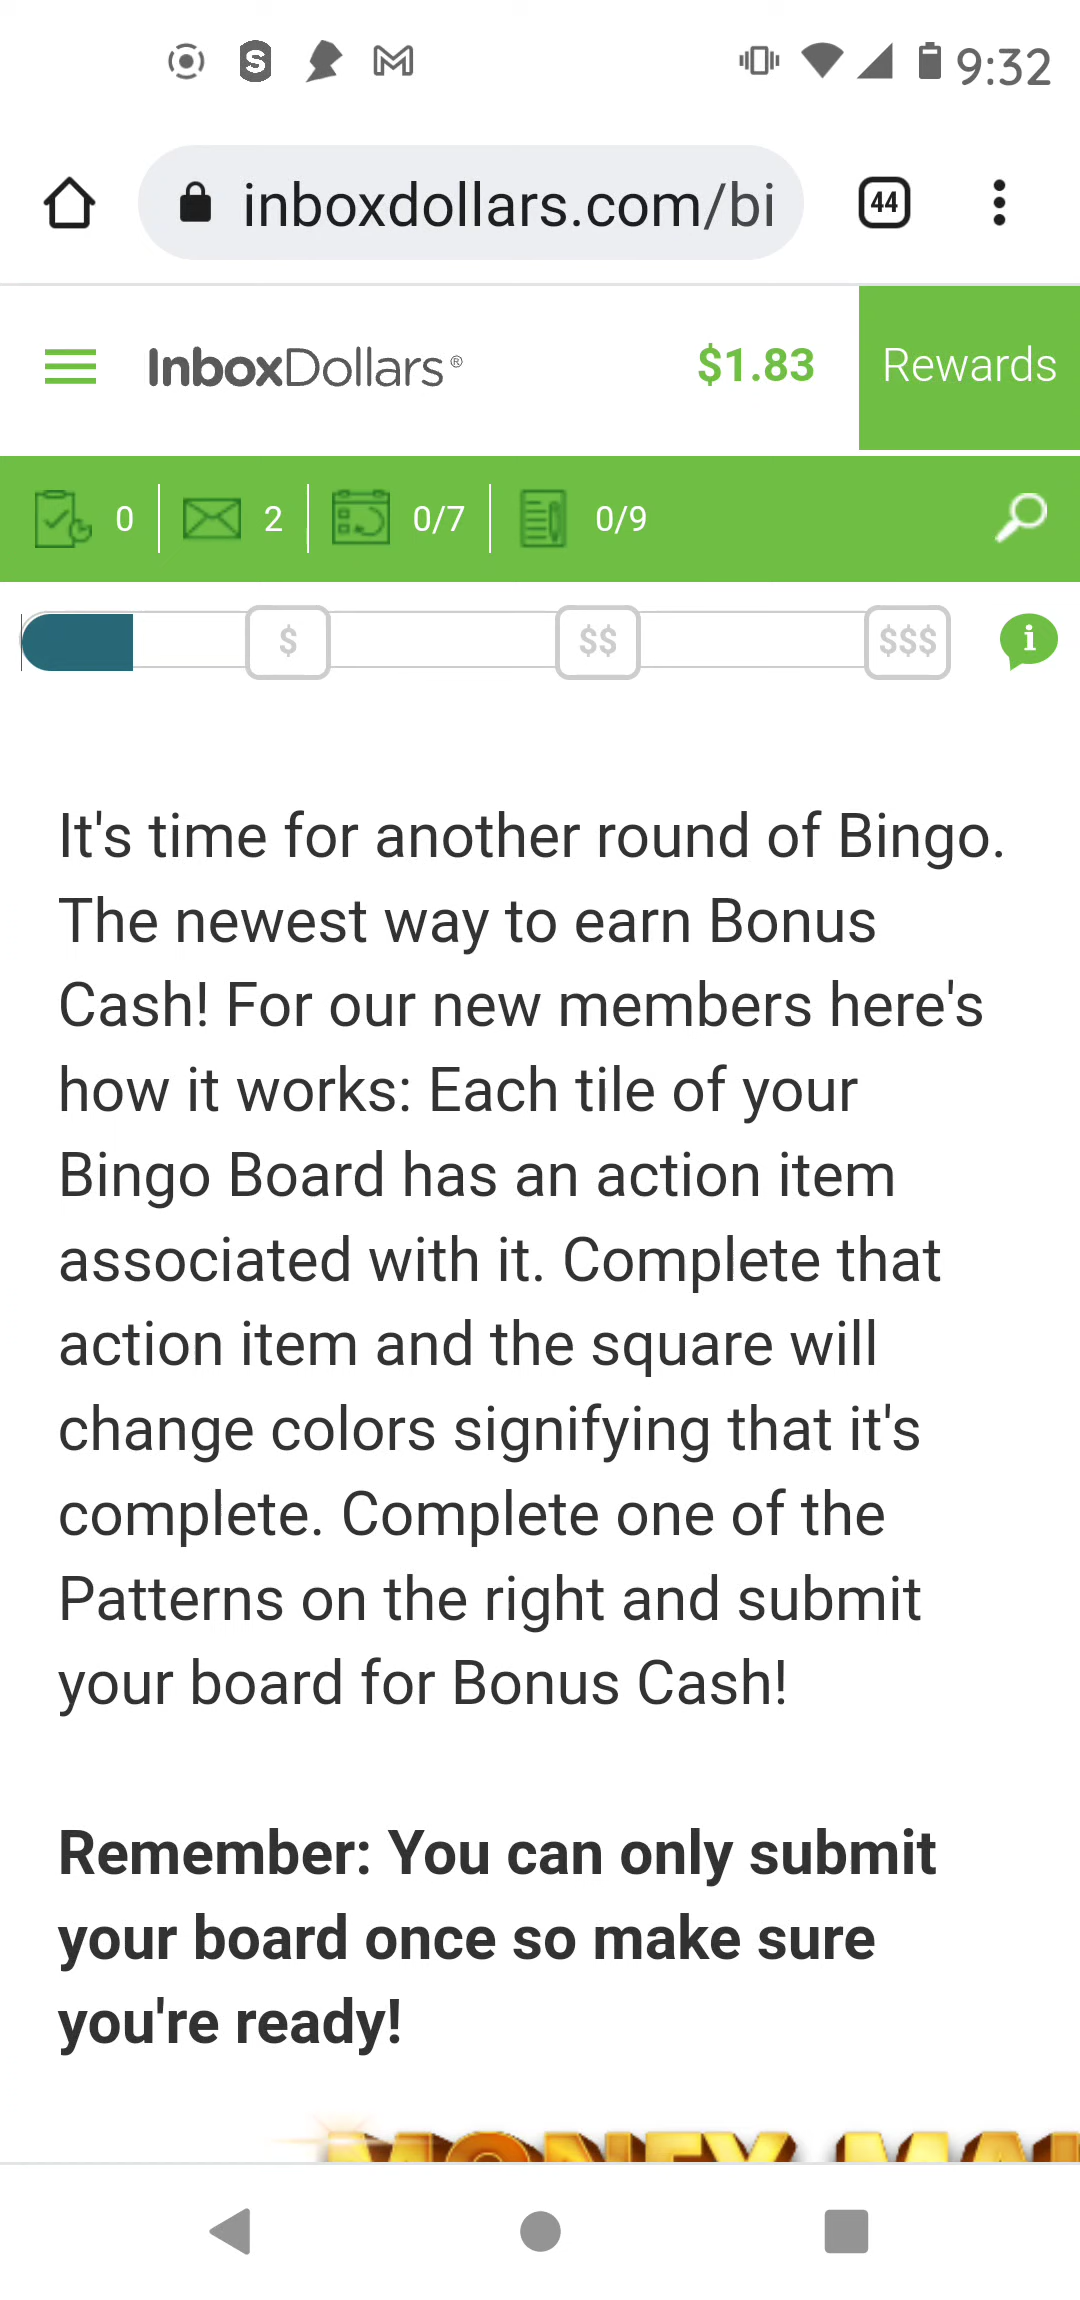 9:32
inboxdollars.com/bi
44
InboxDollars®
$1.83
Rewards
0
2
0/7
0/9
$
$$
$$$
It's time for another round of Bingo.
The newest way to earn Bonus
Cash! For our new members here's
how it works: Each tile of your
Bingo Board has an action item
associated with it. Complete that
action item and the square will
change colors signifying that it's
complete. Complete one of the
Patterns on the right and submit
your board for Bonus Cash!
Remember: You can only submit
your board once so make sure
you're ready!
MONEY